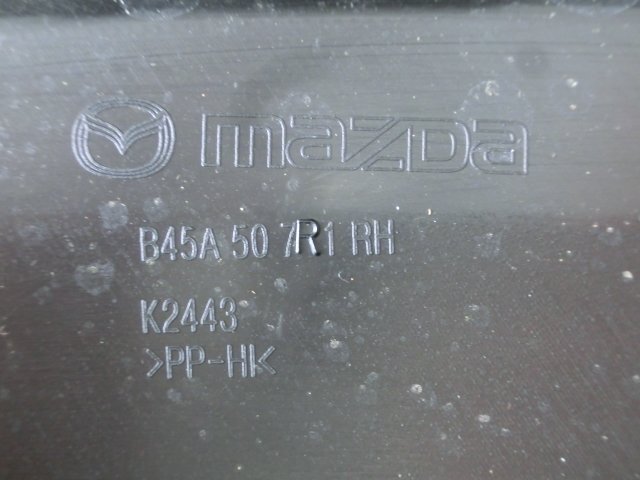 mazda
B45A 50 7R1 RH
K2443
>PP-HK